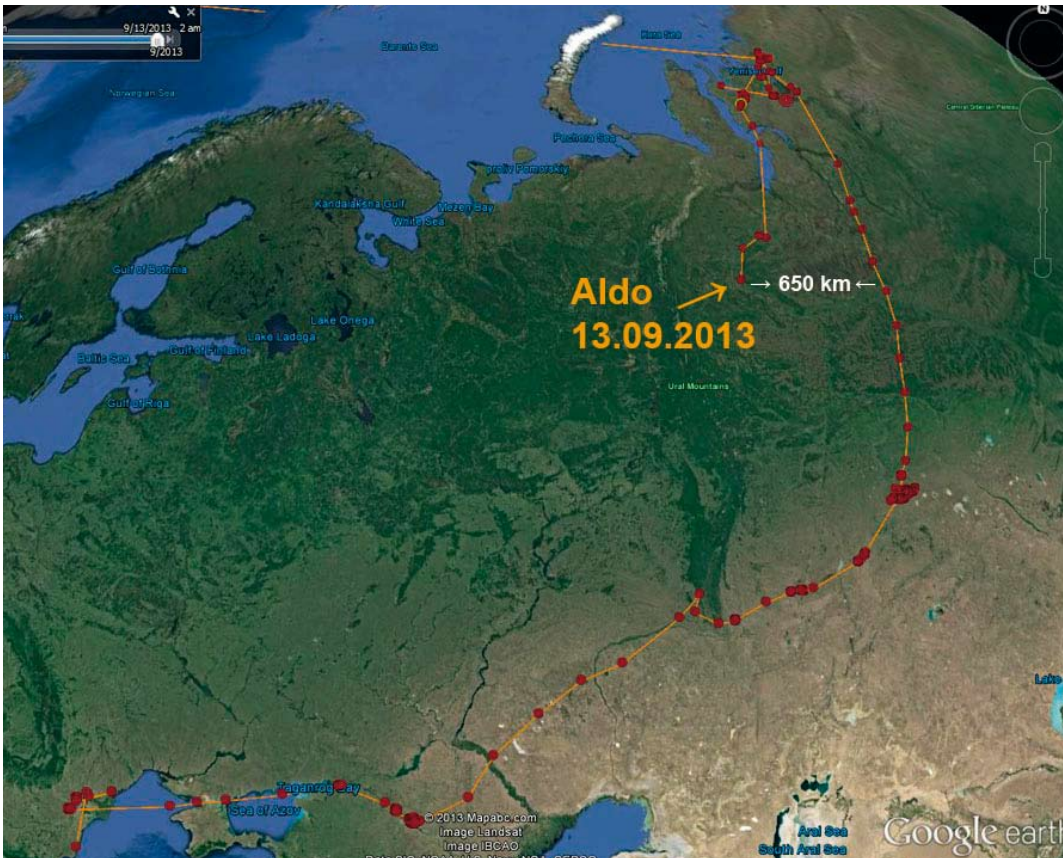 9/13/2013 2 am
9/2013
N
Barents Sea
Kara Sea
Norwegian Sea
Central Siberian Plateau
Pechora Sea
proliv Pomorskiy
Kandalaksha Gulf
Mezen Bay
White Sea
Gulf of Bothnia
Aldo
13.09.2013
→ 650 km ←
Lake Onega
Lake Ladoga
Gulf of Finland
Baltic Sea
Ural Mountains
Gulf of Riga
Taganrog Bay
Sea of Azov
© 2013 Mapabc.com
Image Landsat
Image IBCAO
Aral Sea
South Aral Sea
Google earth